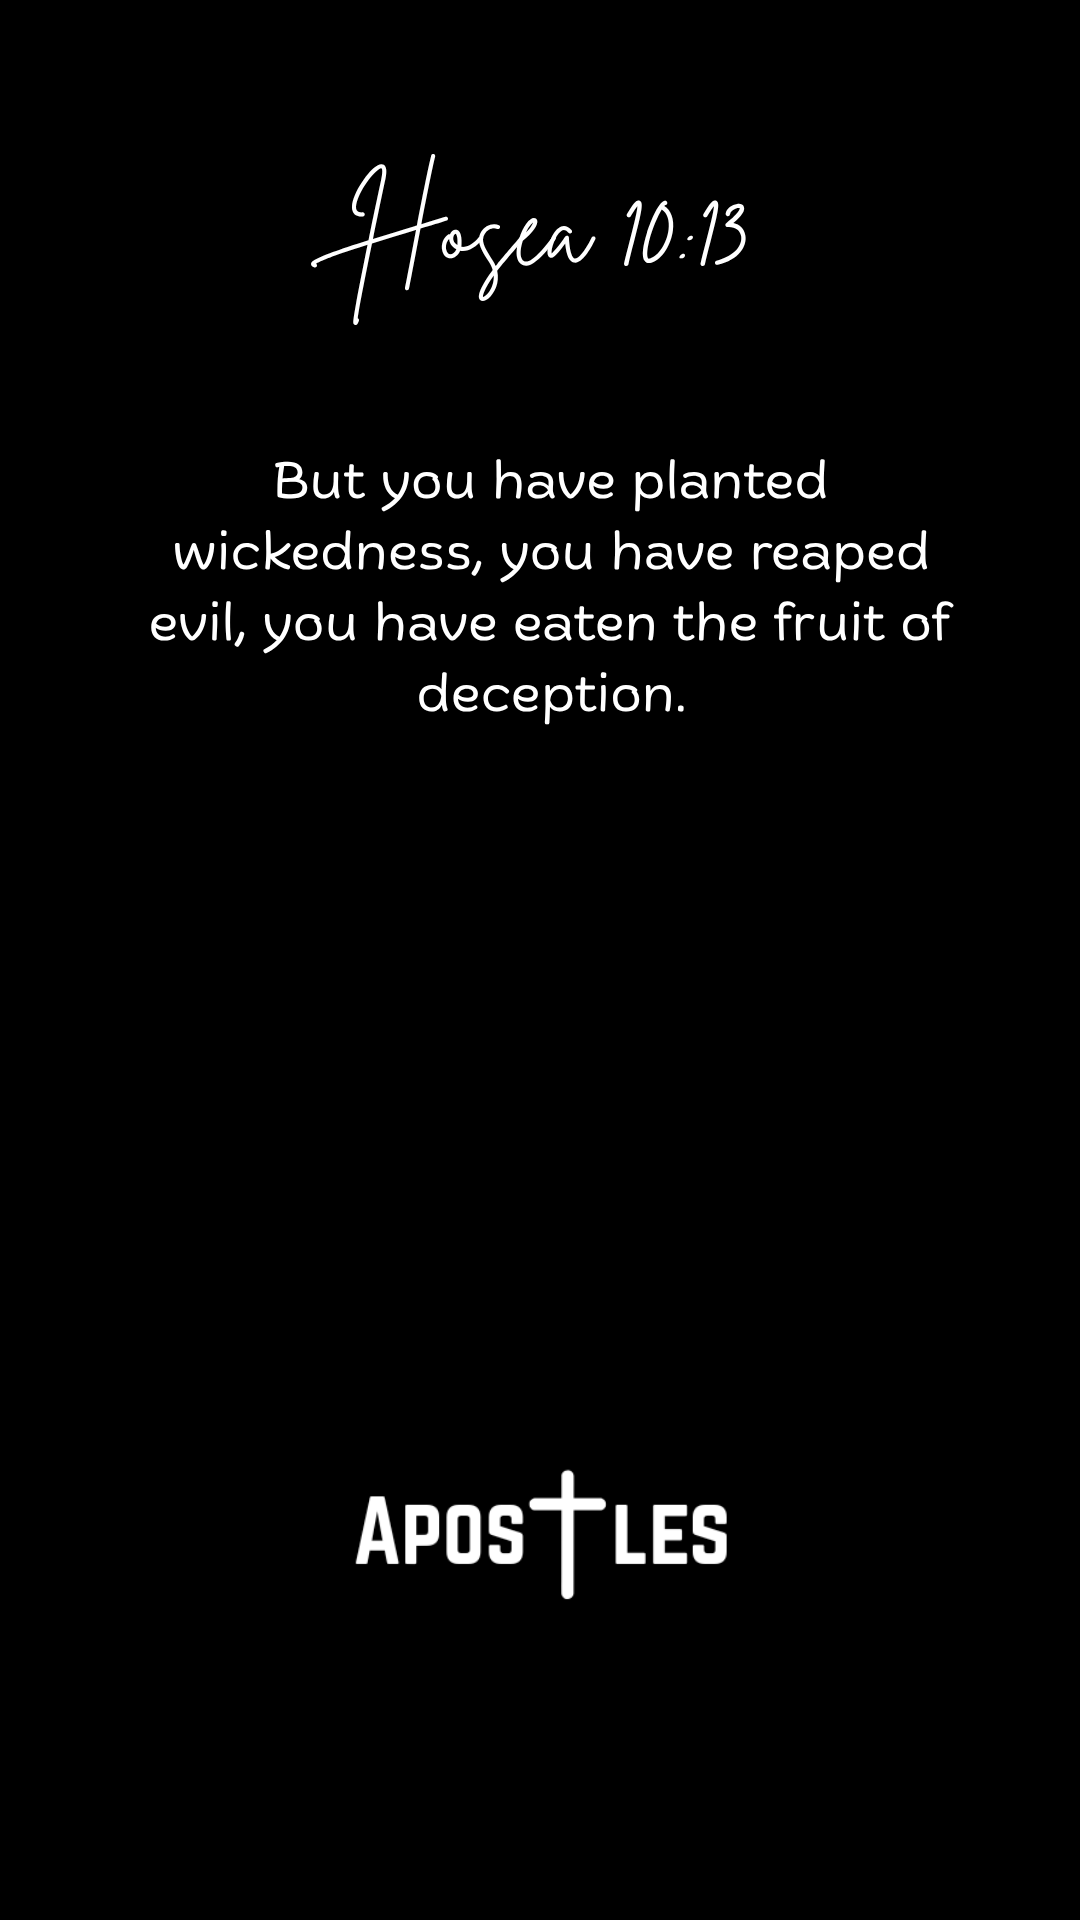 Hosea 10:13
But you have planted
wickedness, you have reaped
evil, you have eaten the fruit of
deception.
APOSTLES